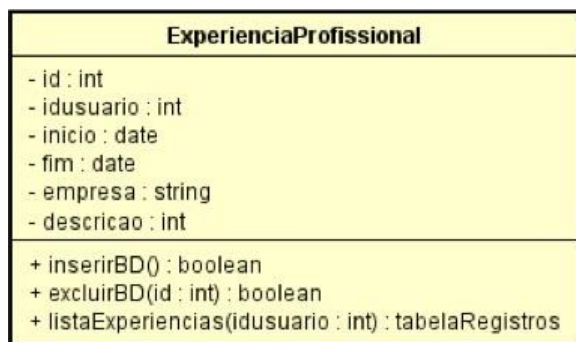 ExperienciaProfissional
- id : int
- idusuario : int
- inicio : date
- fim : date
- empresa : string
- descricao : int
+ inserirBD() : boolean
+ excluirBD(id : int) : boolean
+ listaExperiencias(idusuario : int) : tabelaRegistros